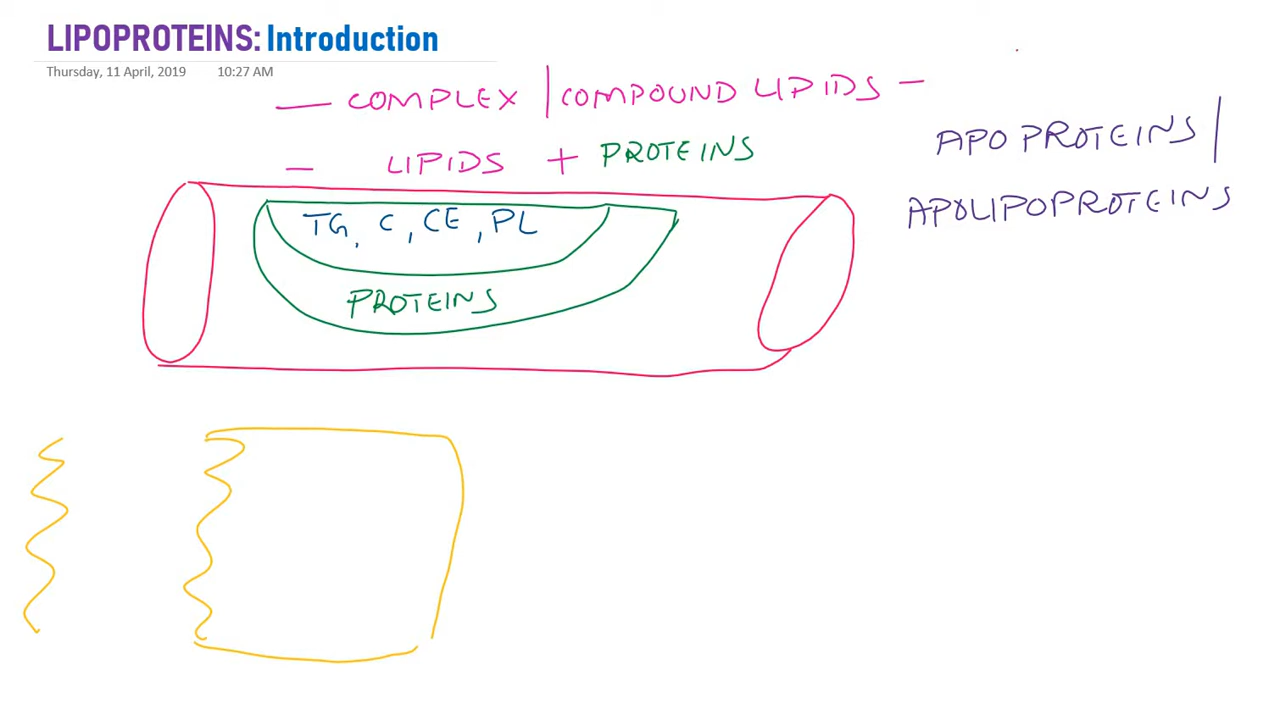 LIPOPROTEINS: Introduction
Thursday, 11 April, 2019 10:27 AM
— COMPLEX | COMPOUND LIPIDS —
— LIPIDS + PROTEINS
APO PROTEINS |
APOLIPOPROTEINS
TG, C, CE, PL
PROTEINS